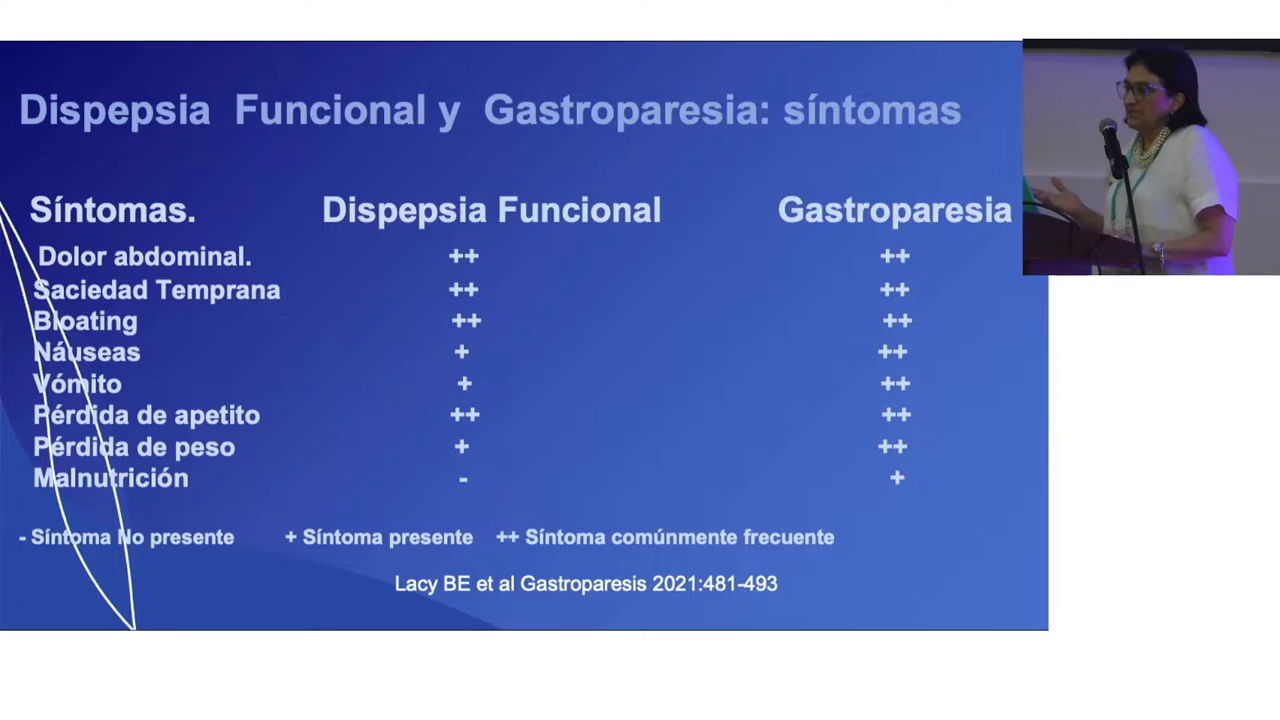 Dispepsia Funcional y Gastroparesia: síntomas
Síntomas. Dispepsia Funcional Gastroparesia
Dolor abdominal. ++ ++
Saciedad Temprana ++ ++
Bloating ++ ++
Náuseas + ++
Vómito + ++
Pérdida de apetito ++ ++
Pérdida de peso + ++
Malnutrición - +
- Síntoma No presente + Síntoma presente ++ Síntoma comúnmente frecuente
Lacy BE et al Gastroparesis 2021:481-493